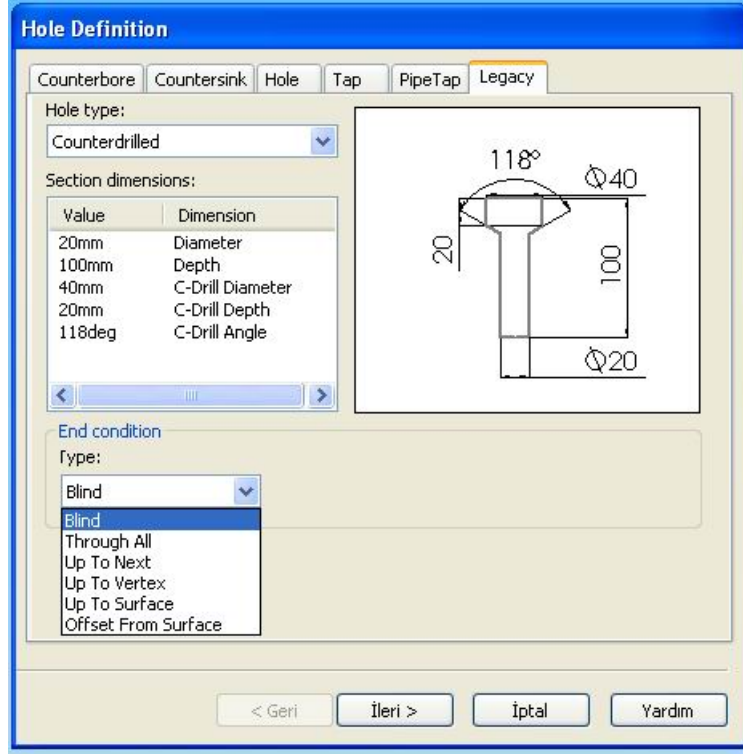 Hole Definition
Counterbore Countersink Hole Tap PipeTap Legacy
Hole type:
Counterdrilled
Section dimensions:
Value Dimension
20mm Diameter
100mm Depth
40mm C-Drill Diameter
20mm C-Drill Depth
118deg C-Drill Angle
118°
Ø40
20
100
Ø20
End condition
Type:
Blind
Blind
Through All
Up To Next
Up To Vertex
Up To Surface
Offset From Surface
< Geri İleri > İptal Yardım